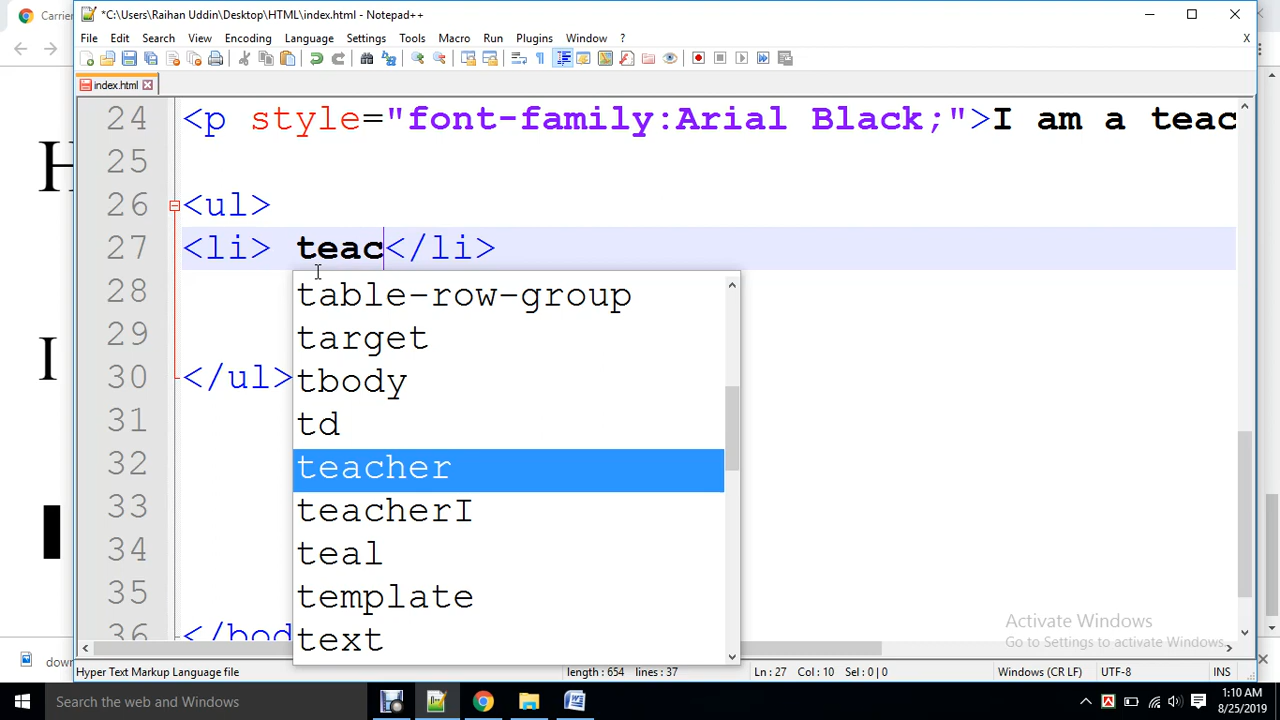 Carrier
*C:\Users\Raihan Uddin\Desktop\HTML\index.html - Notepad++
File Edit Search View Encoding Language Settings Tools Macro Run Plugins Window ? X
index.html
24 <p style="font-family:Arial Black;">I am a teac
25
26 <ul>
27 <li> teac</li>
28
29
30 </ul>
31
32
33
34
35
36 </bod
H
I
I
table-row-group
target
tbody
td
teacher
teacherI
teal
template
text
Activate Windows
Go to Settings to activate Windows.
dow
Hyper Text Markup Language file length : 654 lines : 37 Ln : 27 Col : 10 Sel : 0 | 0 Windows (CR LF) UTF-8 INS
Search the web and Windows
1:10 AM
8/25/2019